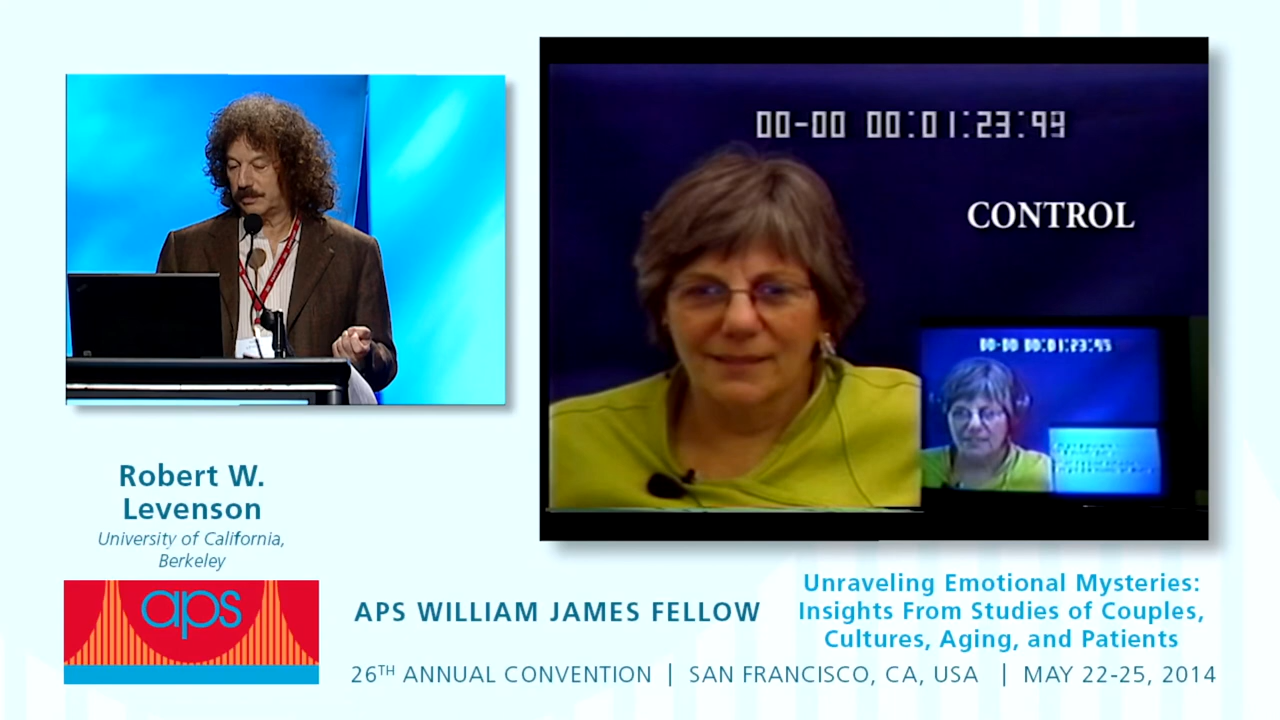 00-00 00:01:23:99
CONTROL
00-00 00:01:23:95
Robert W.
Levenson
University of California,
Berkeley
aps
APS WILLIAM JAMES FELLOW
Unraveling Emotional Mysteries:
Insights From Studies of Couples,
Cultures, Aging, and Patients
26TH ANNUAL CONVENTION | SAN FRANCISCO, CA, USA | MAY 22-25, 2014